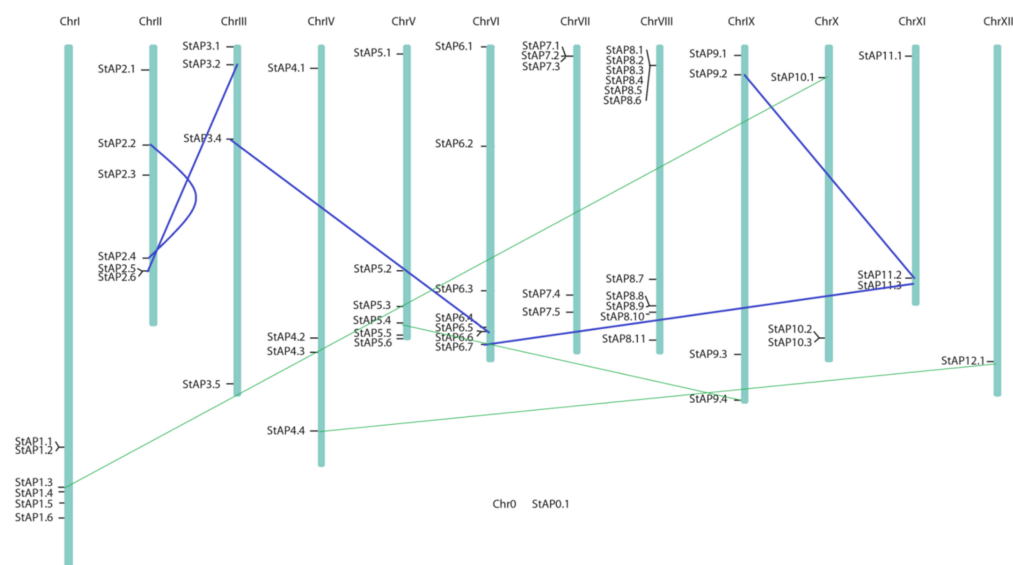 ChrI ChrII ChrIII ChrIV ChrV ChrVI ChrVII ChrVIII ChrIX ChrX ChrXI ChrXII
StAP1.1
StAP1.2
StAP1.3
StAP1.4
StAP1.5
StAP1.6
StAP2.1
StAP2.2
StAP2.3
StAP2.4
StAP2.5
StAP2.6
StAP3.1
StAP3.2
StAP3.4
StAP3.5
StAP4.1
StAP4.2
StAP4.3
StAP4.4
StAP5.1
StAP5.2
StAP5.3
StAP5.4
StAP5.5
StAP5.6
StAP6.1
StAP6.2
StAP6.3
StAP6.4
StAP6.5
StAP6.6
StAP6.7
StAP7.1
StAP7.2
StAP7.3
StAP7.4
StAP7.5
StAP8.1
StAP8.2
StAP8.3
StAP8.4
StAP8.5
StAP8.6
StAP8.7
StAP8.8
StAP8.9
StAP8.10
StAP8.11
StAP9.1
StAP9.2
StAP9.3
StAP9.4
StAP10.1
StAP10.2
StAP10.3
StAP11.1
StAP11.2
StAP11.3
StAP12.1
Chr0 StAP0.1